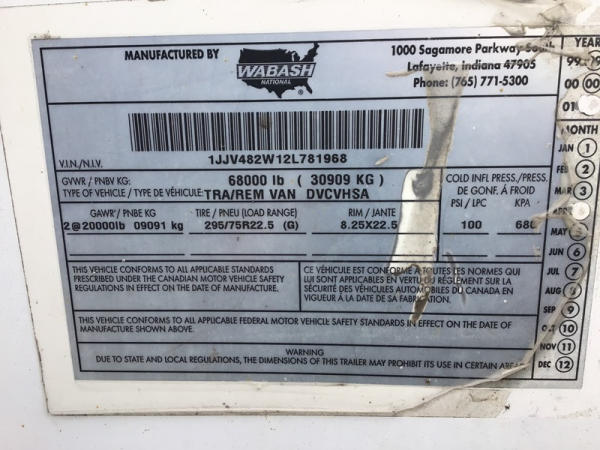 MANUFACTURED BY
WABASH
NATIONAL
1000 Sagamore Parkway
Lafayette, Indiana 47905
Phone: (765) 771-5300
1JJV482W12L781968
V.I.N./N.I.V.
GVWR / PNBV KG: 68000 lb ( 30909 KG )
TYPE OF VEHICLE / TYPE DE VÉHICULE: TRA/REM VAN DVCVHSA
COLD INFL PRESS./PRESS.
DE GONF. À FROID
PSI / LPC KPA
GAWR/ PNBE KG TIRE / PNEU (LOAD RANGE) RIM / JANTE
2@20000lb 09091 kg 295/75R22.5 (G) 8.25X22.5 100
THIS VEHICLE CONFORMS TO ALL APPLICABLE STANDARDS
PRESCRIBED UNDER THE CANADIAN MOTOR VEHICLE SAFETY
REGULATIONS IN EFFECT ON THE DATE OF MANUFACTURE.
CE VÉHICULE EST CONFORME À TOUTES LES NORMES QUI
LUI SONT APPLICABLES EN VERTU DU RÈGLEMENT SUR LA
SÉCURITÉ DES VÉHICULES AUTOMOBILES DU CANADA EN
VIGUEUR À LA DATE DE SA FABRICATION.
THIS VEHICLE CONFORMS TO ALL APPLICABLE FEDERAL MOTOR VEHICLE SAFETY STANDARDS IN EFFECT ON THE DATE OF
MANUFACTURE SHOWN ABOVE.
WARNING
DUE TO STATE AND LOCAL REGULATIONS, THE DIMENSIONS OF THIS TRAILER MAY PROHIBIT ITS USE IN CERTAIN AREAS
YEAR
00 00
01
MONTH
JAN 1
FEB 2
MAR 3
MAY
JUN 6
JUL 7
AUG 8
SEP 9
OCT 10
NOV 11
DEC 12